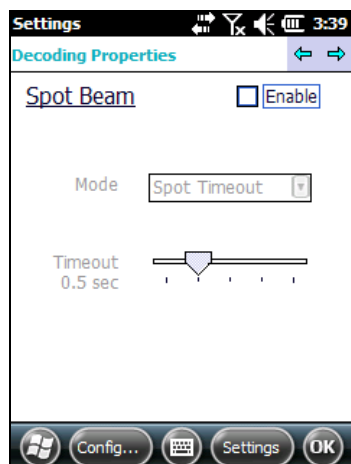 Settings 3:39
Decoding Properties
Spot Beam Enable
Mode Spot Timeout
Timeout
0.5 sec
Config... Settings OK